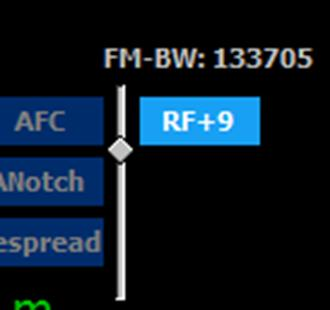 FM-BW: 133705
AFC
RF+9
ANotch
espread
m